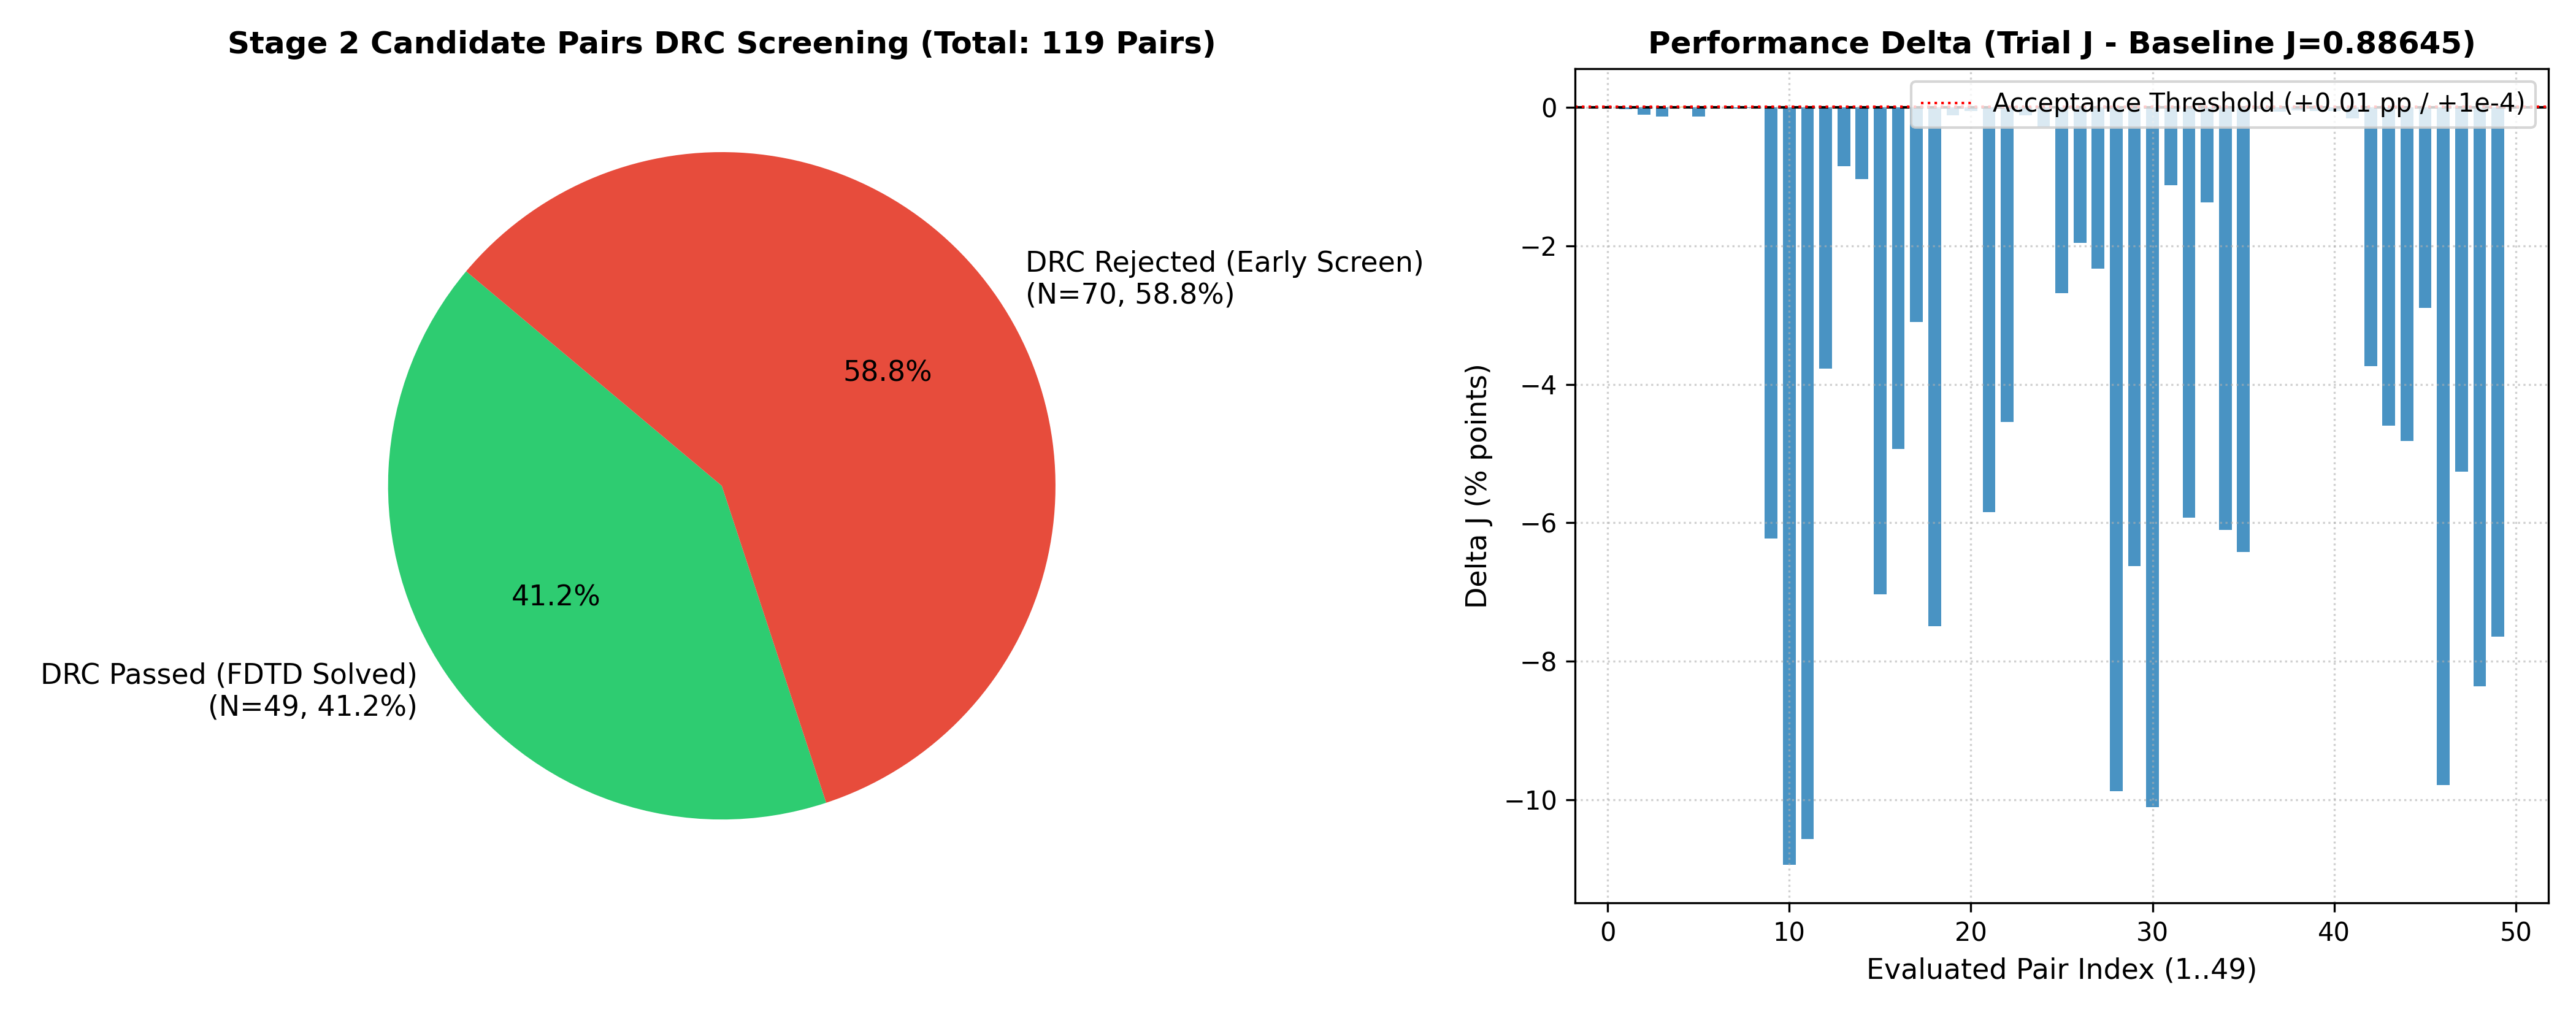 Stage 2 Candidate Pairs DRC Screening (Total: 119 Pairs)
DRC Rejected (Early Screen)
(N=70, 58.8%)
58.8%
41.2%
DRC Passed (FDTD Solved)
(N=49, 41.2%)
Performance Delta (Trial J - Baseline J=0.88645)
Acceptance Threshold (+0.01 pp / +1e-4)
Delta J (% points)
0
−2
−4
−6
−8
−10
0
10
20
30
40
50
Evaluated Pair Index (1..49)